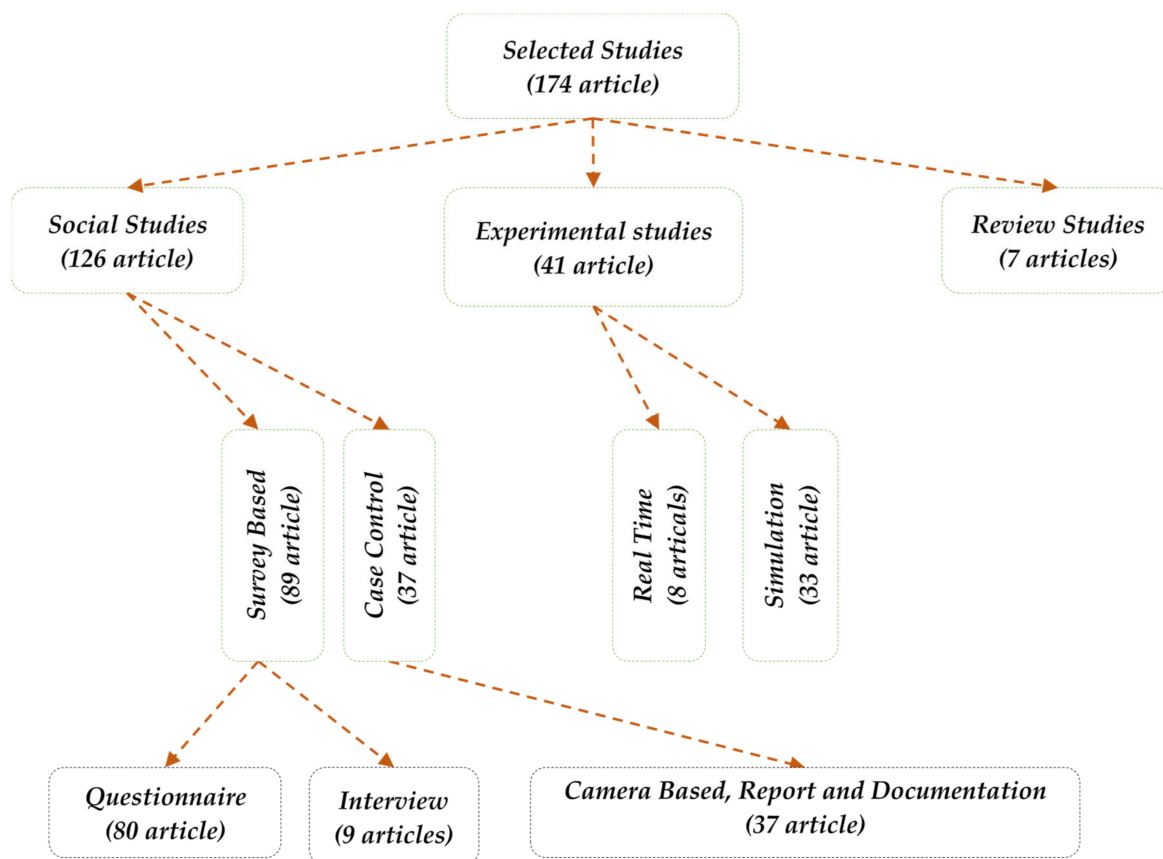 Selected Studies
(174 article)
Social Studies
(126 article)
Experimental studies
(41 article)
Review Studies
(7 articles)
Survey Based
(89 article)
Case Control
(37 article)
Real Time
(8 articals)
Simulation
(33 article)
Questionnaire
(80 article)
Interview
(9 articles)
Camera Based, Report and Documentation
(37 article)